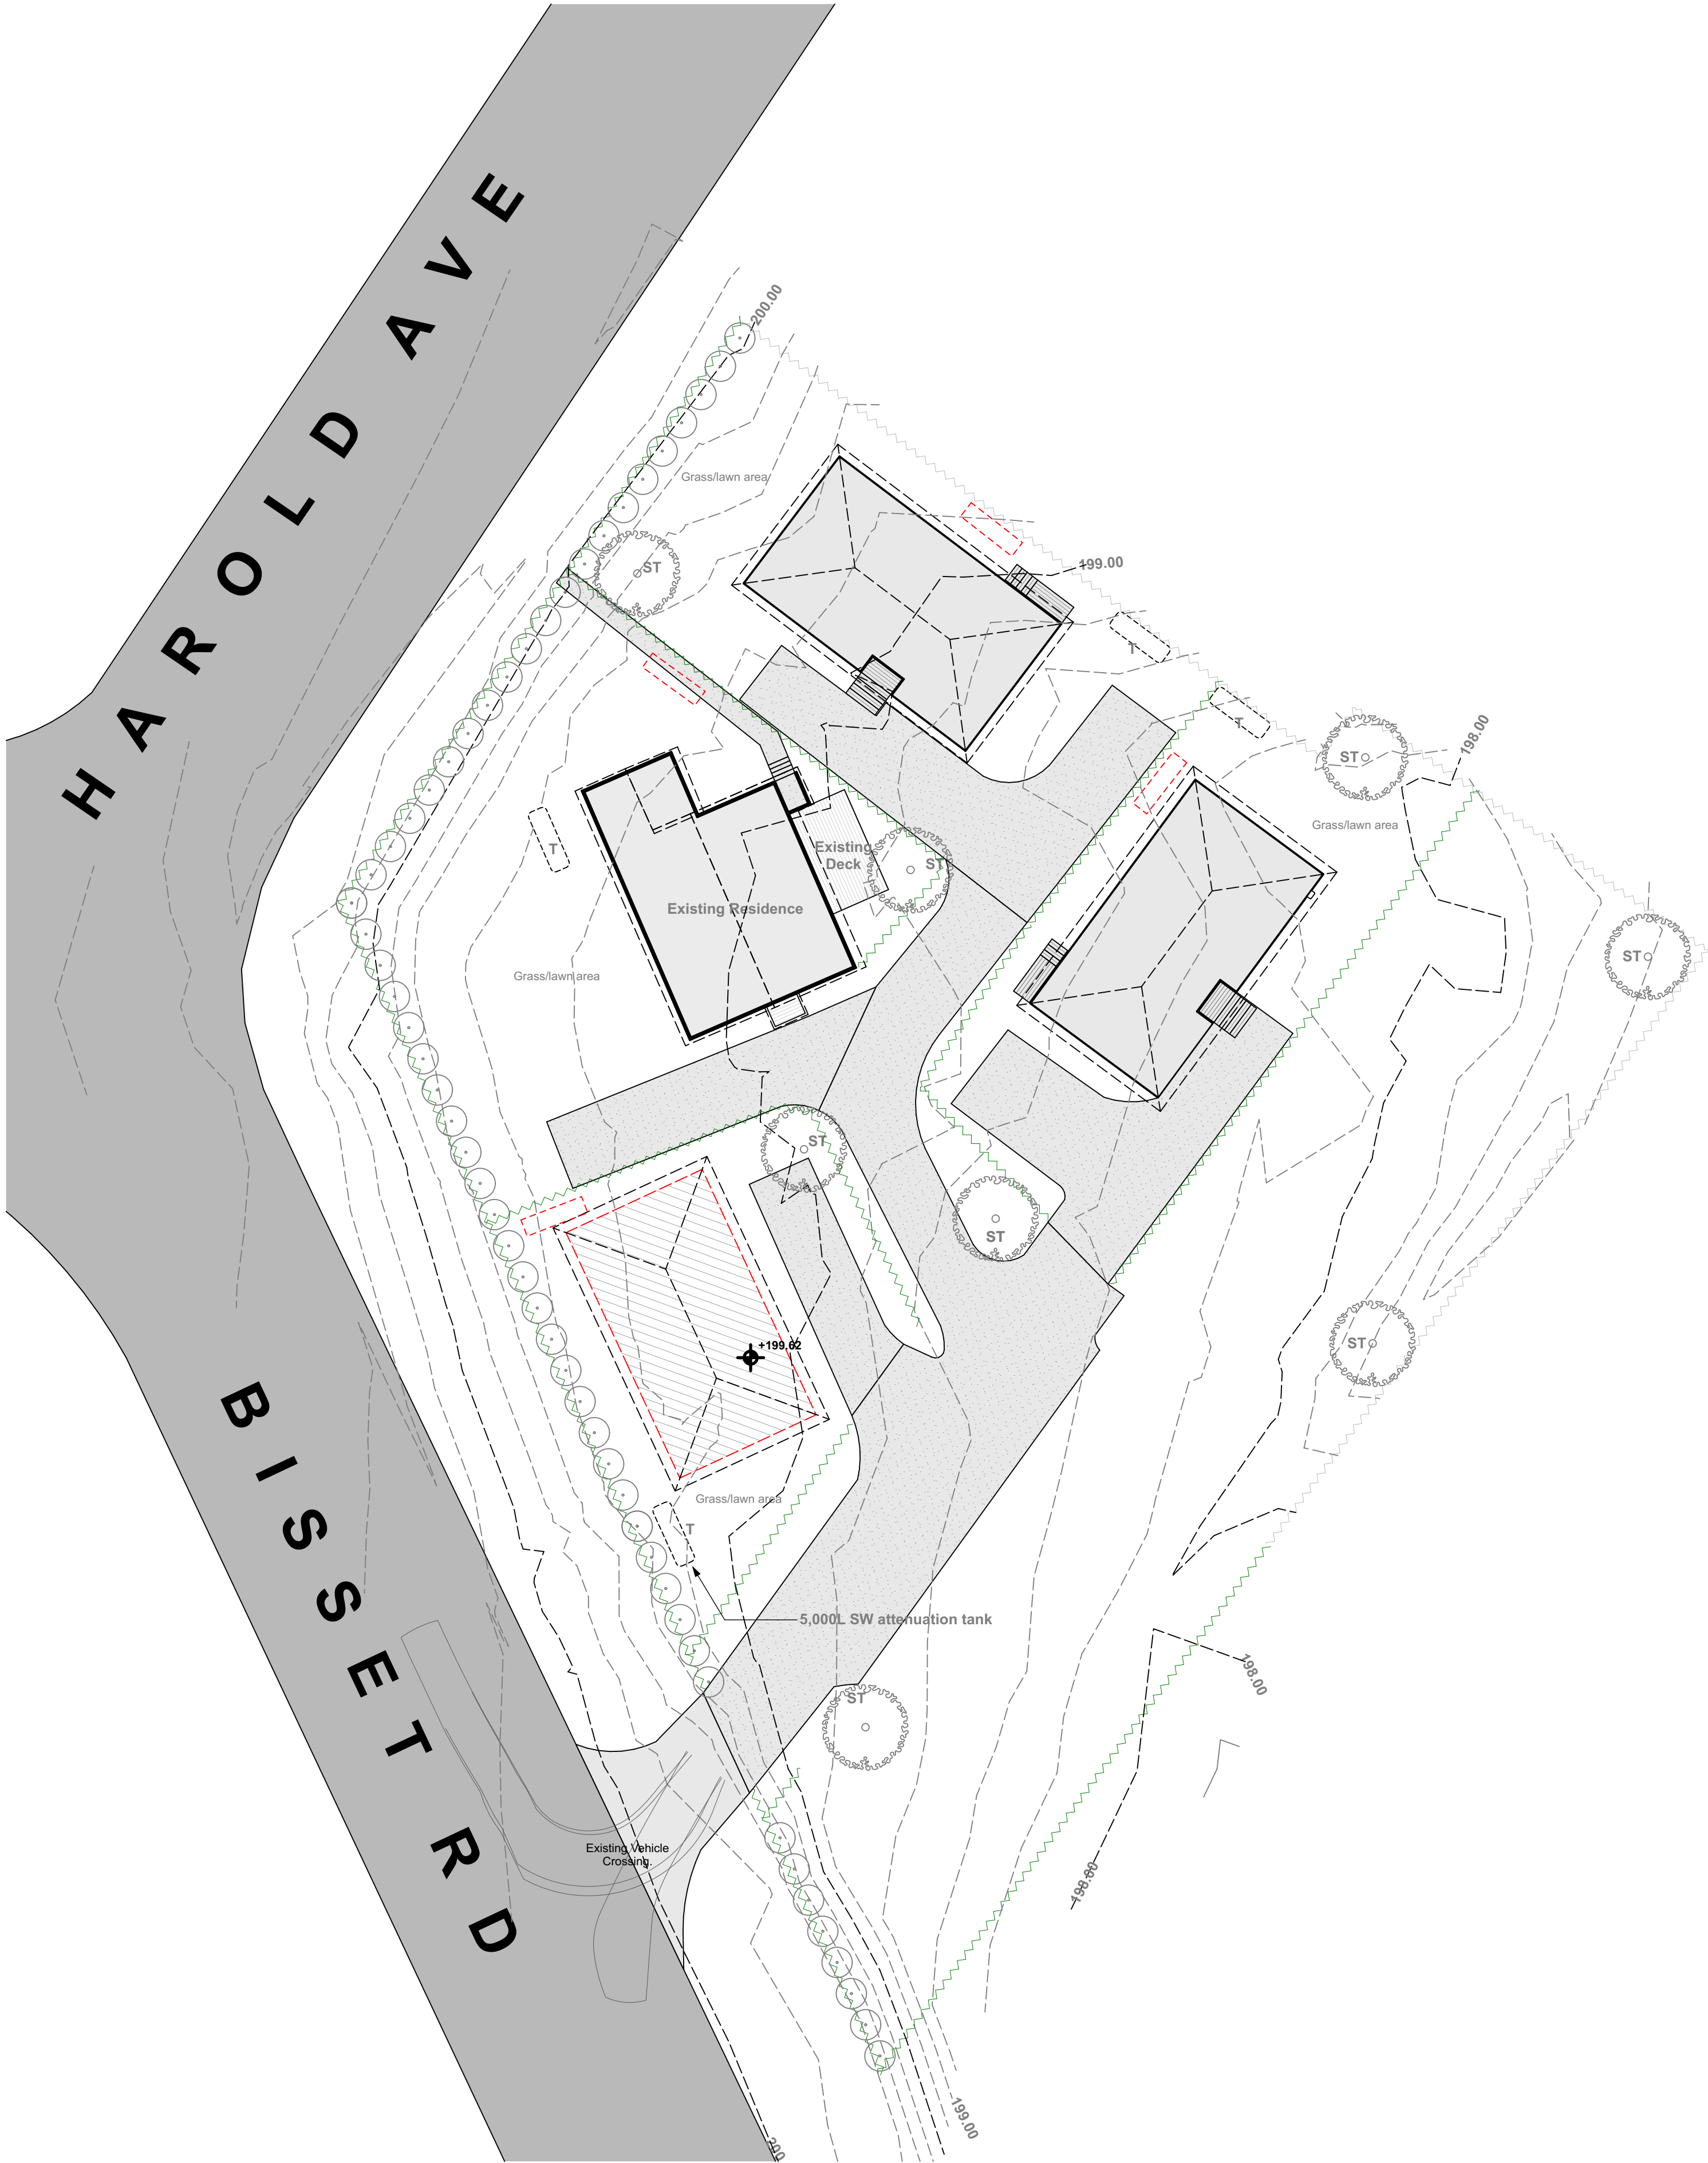 HAROLD AVE
200.00
Grass/lawn area
199.00
ST
T
T
ST
198.00
Grass/lawn area
T
Existing
Deck
ST
Existing Residence
ST
Grass/lawn area
ST
ST
+199.62
ST
BISSET RD
Grass/lawn area
T
5,000L SW attenuation tank
198.00
ST
Existing Vehicle
Crossing.
198.00
199.00
200